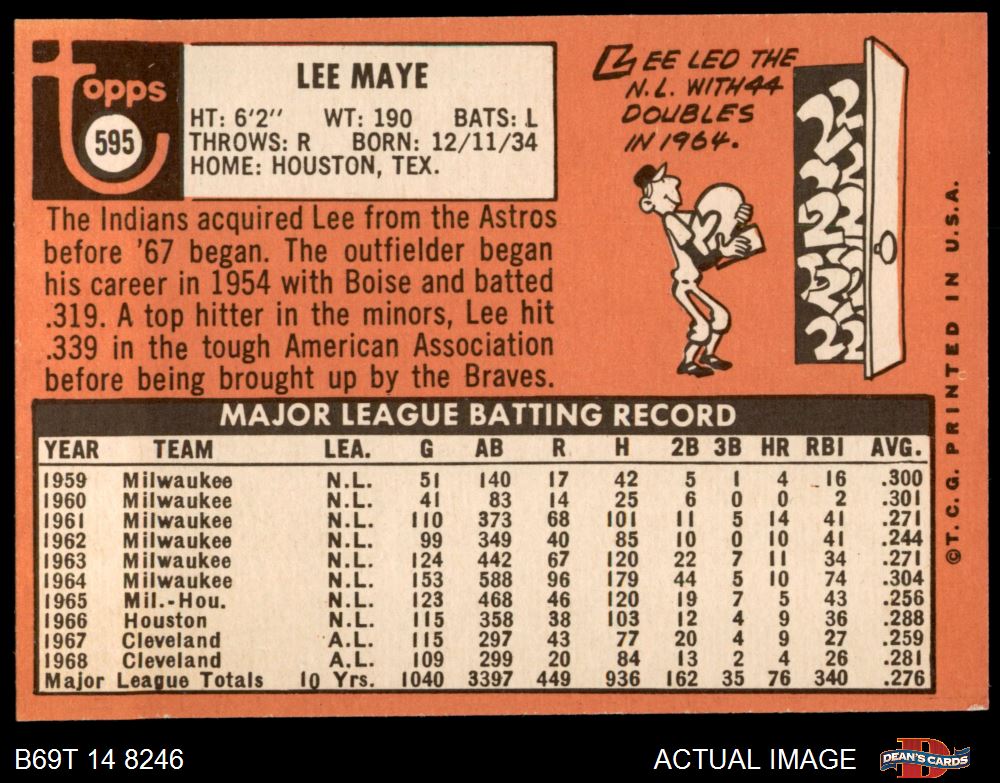 Topps
595
LEE MAYE
HT: 6'2" WT: 190 BATS: L
THROWS: R BORN: 12/11/34
HOME: HOUSTON, TEX.
The Indians acquired Lee from the Astros
before '67 began. The outfielder began
his career in 1954 with Boise and batted
.319. A top hitter in the minors, Lee hit
.339 in the tough American Association
before being brought up by the Braves.
LEE LED THE
N.L. WITH 44
DOUBLES
IN 1964.
2
2 2 2 2 2 2 2
MAJOR LEAGUE BATTING RECORD
YEAR TEAM LEA. G AB R H 2B 3B HR RBI AVG.
1959 Milwaukee N.L. 51 140 17 42 5 1 4 16 .300
1960 Milwaukee N.L. 41 83 14 25 6 0 0 2 .301
1961 Milwaukee N.L. 110 373 68 101 11 5 14 41 .271
1962 Milwaukee N.L. 99 349 40 85 10 0 10 41 .244
1963 Milwaukee N.L. 124 442 67 120 22 7 11 34 .271
1964 Milwaukee N.L. 153 588 96 179 44 5 10 74 .304
1965 Mil.-Hou. N.L. 123 468 46 120 19 7 5 43 .256
1966 Houston N.L. 115 358 38 103 12 4 9 36 .288
1967 Cleveland A.L. 115 297 43 77 20 4 9 27 .259
1968 Cleveland A.L. 109 299 20 84 13 2 4 26 .281
Major League Totals 10 Yrs. 1040 3397 449 936 162 35 76 340 .276
©T.C.G. PRINTED IN U.S.A.
B69T 14 8246
ACTUAL IMAGE
D
DEAN'S CARDS